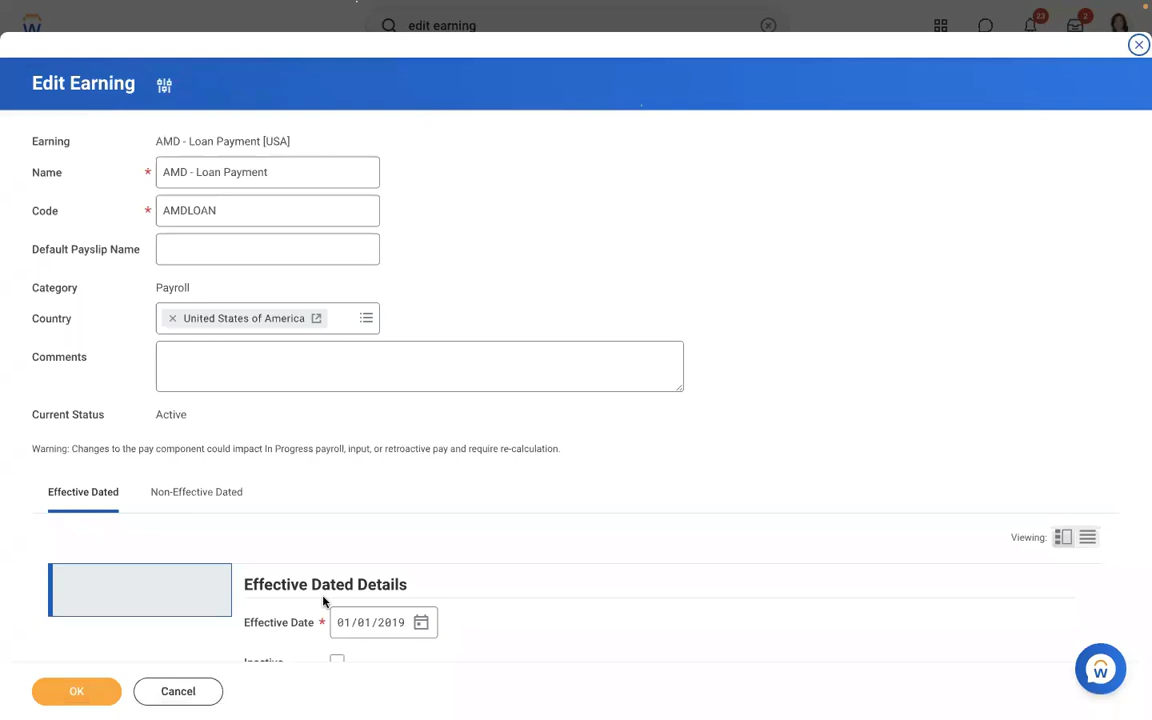 edit earning
23
2
Edit Earning
Earning AMD - Loan Payment [USA]
Name * AMD - Loan Payment
Code * AMDLOAN
Default Payslip Name
Category Payroll
Country × United States of America
Comments
Current Status Active
Warning: Changes to the pay component could impact In Progress payroll, input, or retroactive pay and require re-calculation.
Effective Dated Non-Effective Dated
Viewing:
Effective Dated Details
Effective Date * 01/01/2019
Inactive
OK Cancel